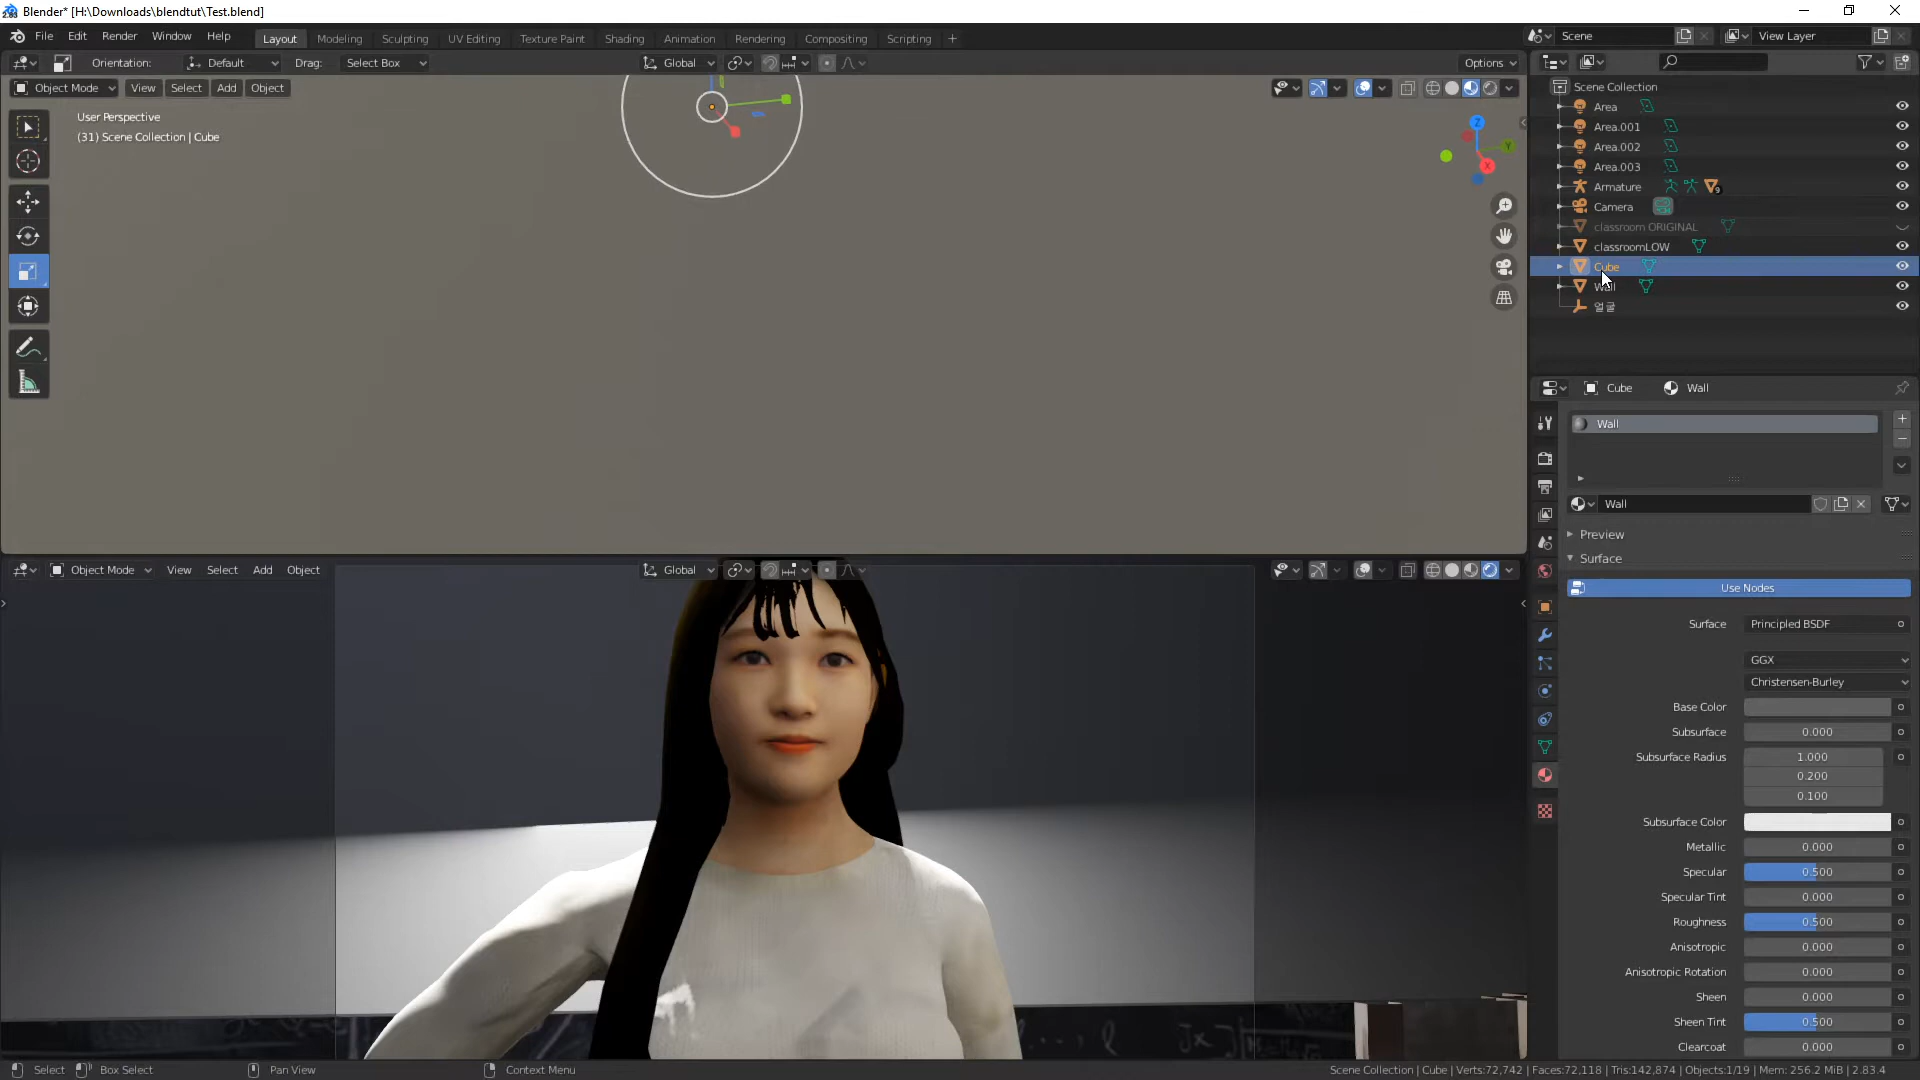 Blender* [H:\Downloads\blendtut\Test.blend]
File Edit Render Window Help Layout Modeling Sculpting UV Editing Texture Paint Shading Animation Rendering Compositing Scripting + Scene View Layer
Orientation: Default Drag: Select Box Global Options
Object Mode View Select Add Object
User Perspective
(31) Scene Collection | Cube
Z
Y
X
Scene Collection
Area
Area.001
Area.002
Area.003
Armature 9
Camera
classroom ORIGINAL
classroomLOW
Cube
Wall
얼굴
Cube Wall
Wall
Wall
Preview
Surface
Use Nodes
Surface Principled BSDF
GGX
Christensen-Burley
Base Color
Subsurface 0.000
Subsurface Radius 1.000
0.200
0.100
Subsurface Color
Metallic 0.000
Specular 0.500
Specular Tint 0.000
Roughness 0.500
Anisotropic 0.000
Anisotropic Rotation 0.000
Sheen 0.000
Sheen Tint 0.500
Clearcoat 0.000
Object Mode View Select Add Object Global
Select Box Select Pan View Context Menu Scene Collection | Cube | Verts:72,742 | Faces:72,118 | Tris:142,874 | Objects:1/19 | Mem: 256.2 MiB | 2.83.4